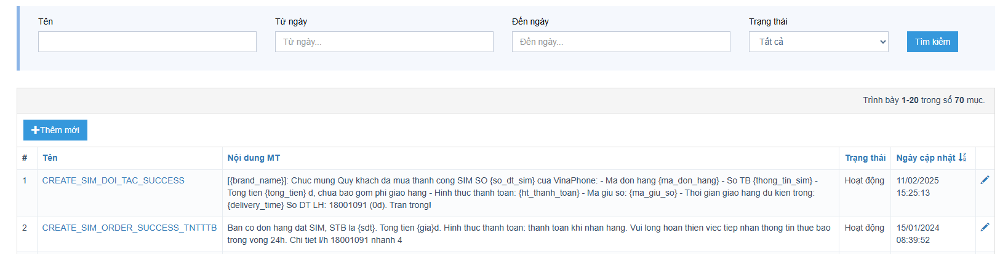 Tên
Từ ngày
Đến ngày
Trạng thái
Từ ngày...
Đến ngày...
Tất cả
Tìm kiếm
Trình bày 1-20 trong số 70 mục.
Thêm mới
# Tên Nội dung MT Trạng thái Ngày cập nhật
1 CREATE_SIM_DOI_TAC_SUCCESS
[{brand_name}]: Chuc mung Quy khach da mua thanh cong SIM SO {so_dt_sim} cua VinaPhone: - Ma don hang {ma_don_hang} - So TB {thong_tin_sim} -
Tong tien {tong_tien} d, chua bao gom phi giao hang - Hinh thuc thanh toan: {ht_thanh_toan} - Ma giu so: {ma_giu_so} - Thoi gian giao hang du kien trong:
{delivery_time} So DT LH: 18001091 (0d). Tran trong!
Hoạt động
11/02/2025
15:25:13
2 CREATE_SIM_ORDER_SUCCESS_TNTTTB
Ban co don hang dat SIM, STB la {sdt}. Tong tien {gia}d. Hinh thuc thanh toan: thanh toan khi nhan hang. Vui long hoan thien viec tiep nhan thong tin thue bao
trong vong 24h. Chi tiet l/h 18001091 nhanh 4
Hoạt động
15/01/2024
08:39:52